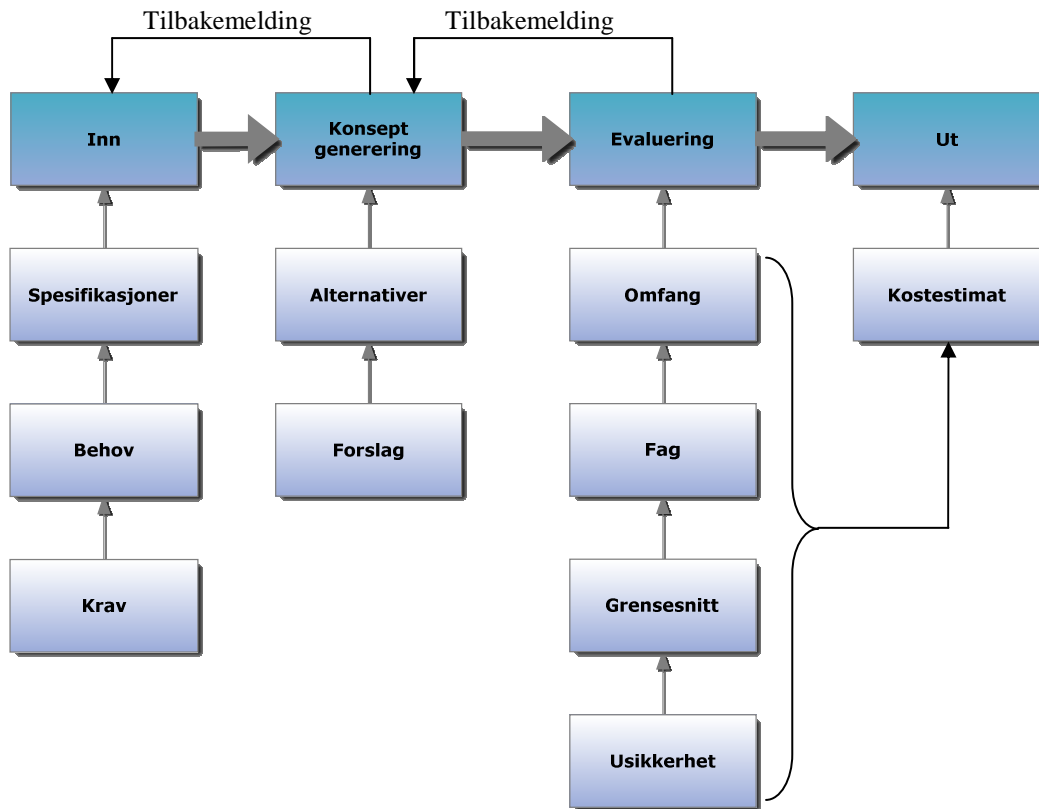 Tilbakemelding
Tilbakemelding
Inn
Konsept
generering
Evaluering
Ut
Spesifikasjoner
Alternativer
Omfang
Kostestimat
Behov
Forslag
Fag
Krav
Grensesnitt
Usikkerhet